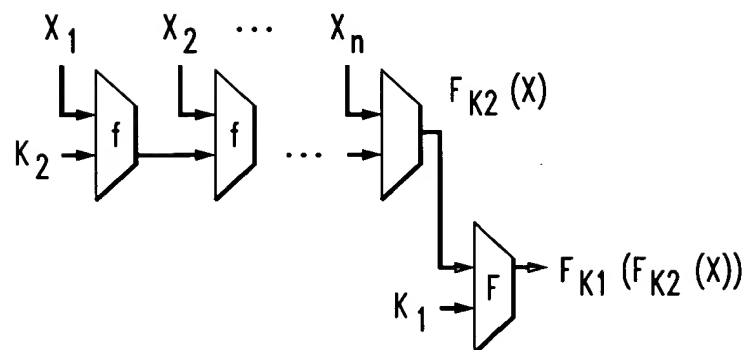 X1 X2 ... Xn
FK2 (X)
f f
K2 ...
F FK1 (FK2 (X))
K1